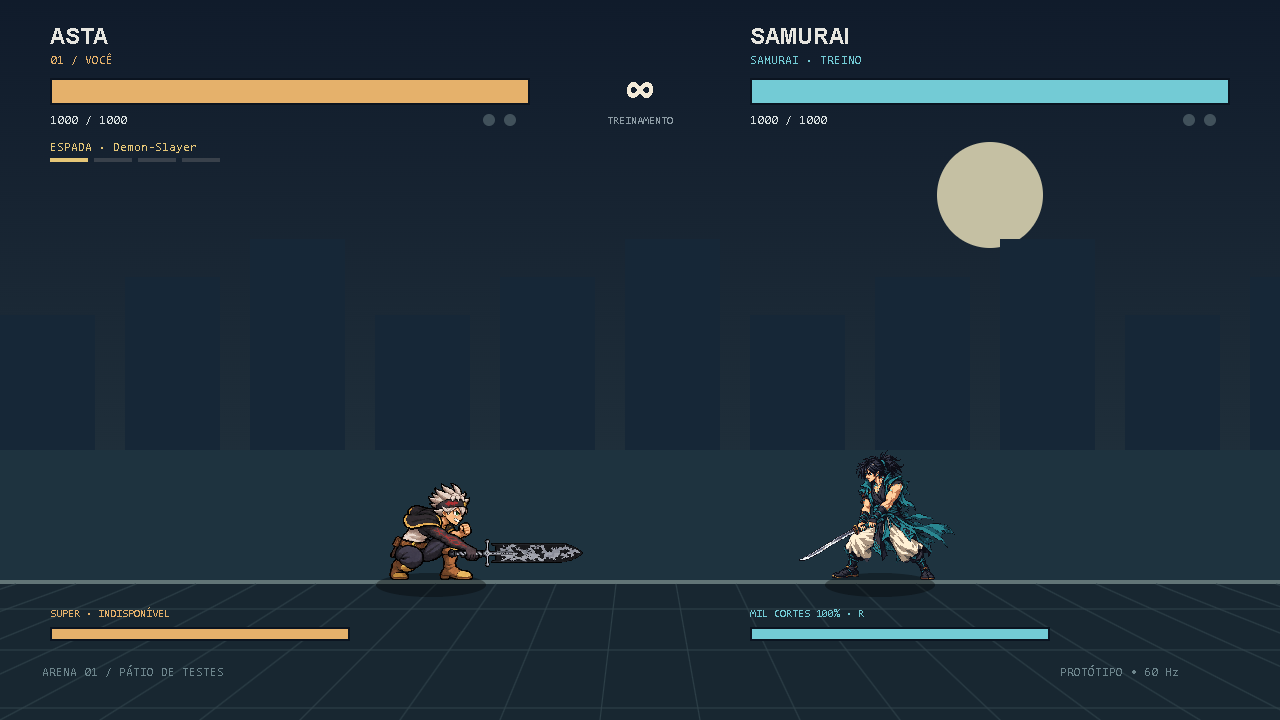 ASTA
01 / VOCÊ
1000 / 1000
ESPADA · Demon-Slayer
∞
TREINAMENTO
SAMURAI
SAMURAI · TREINO
1000 / 1000
SUPER · INDISPONÍVEL
MIL CORTES 100% · R
ARENA 01 / PÁTIO DE TESTES
PROTÓTIPO • 60 Hz